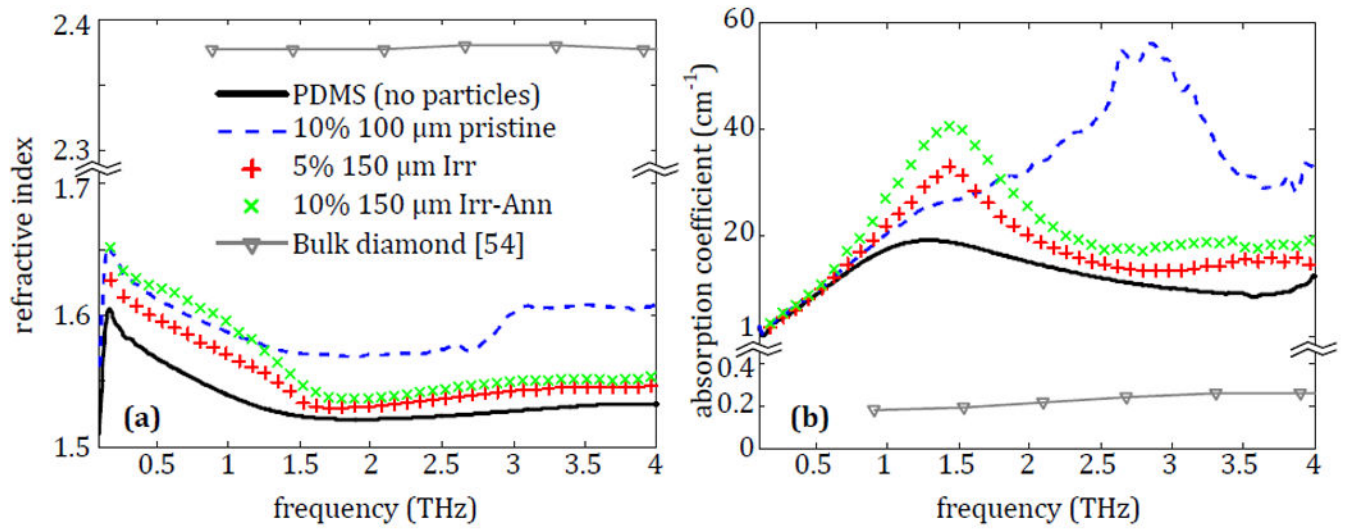 2.4
2.3
1.7
1.6
1.5
refractive index
PDMS (no particles)
10% 100 μm pristine
5% 150 μm Irr
10% 150 μm Irr-Ann
Bulk diamond [54]
(a)
0.5 1 1.5 2 2.5 3 3.5 4
frequency (THz)
60
40
20
1
0.4
0.2
0
absorption coefficient (cm⁻¹)
(b)
0.5 1 1.5 2 2.5 3 3.5 4
frequency (THz)